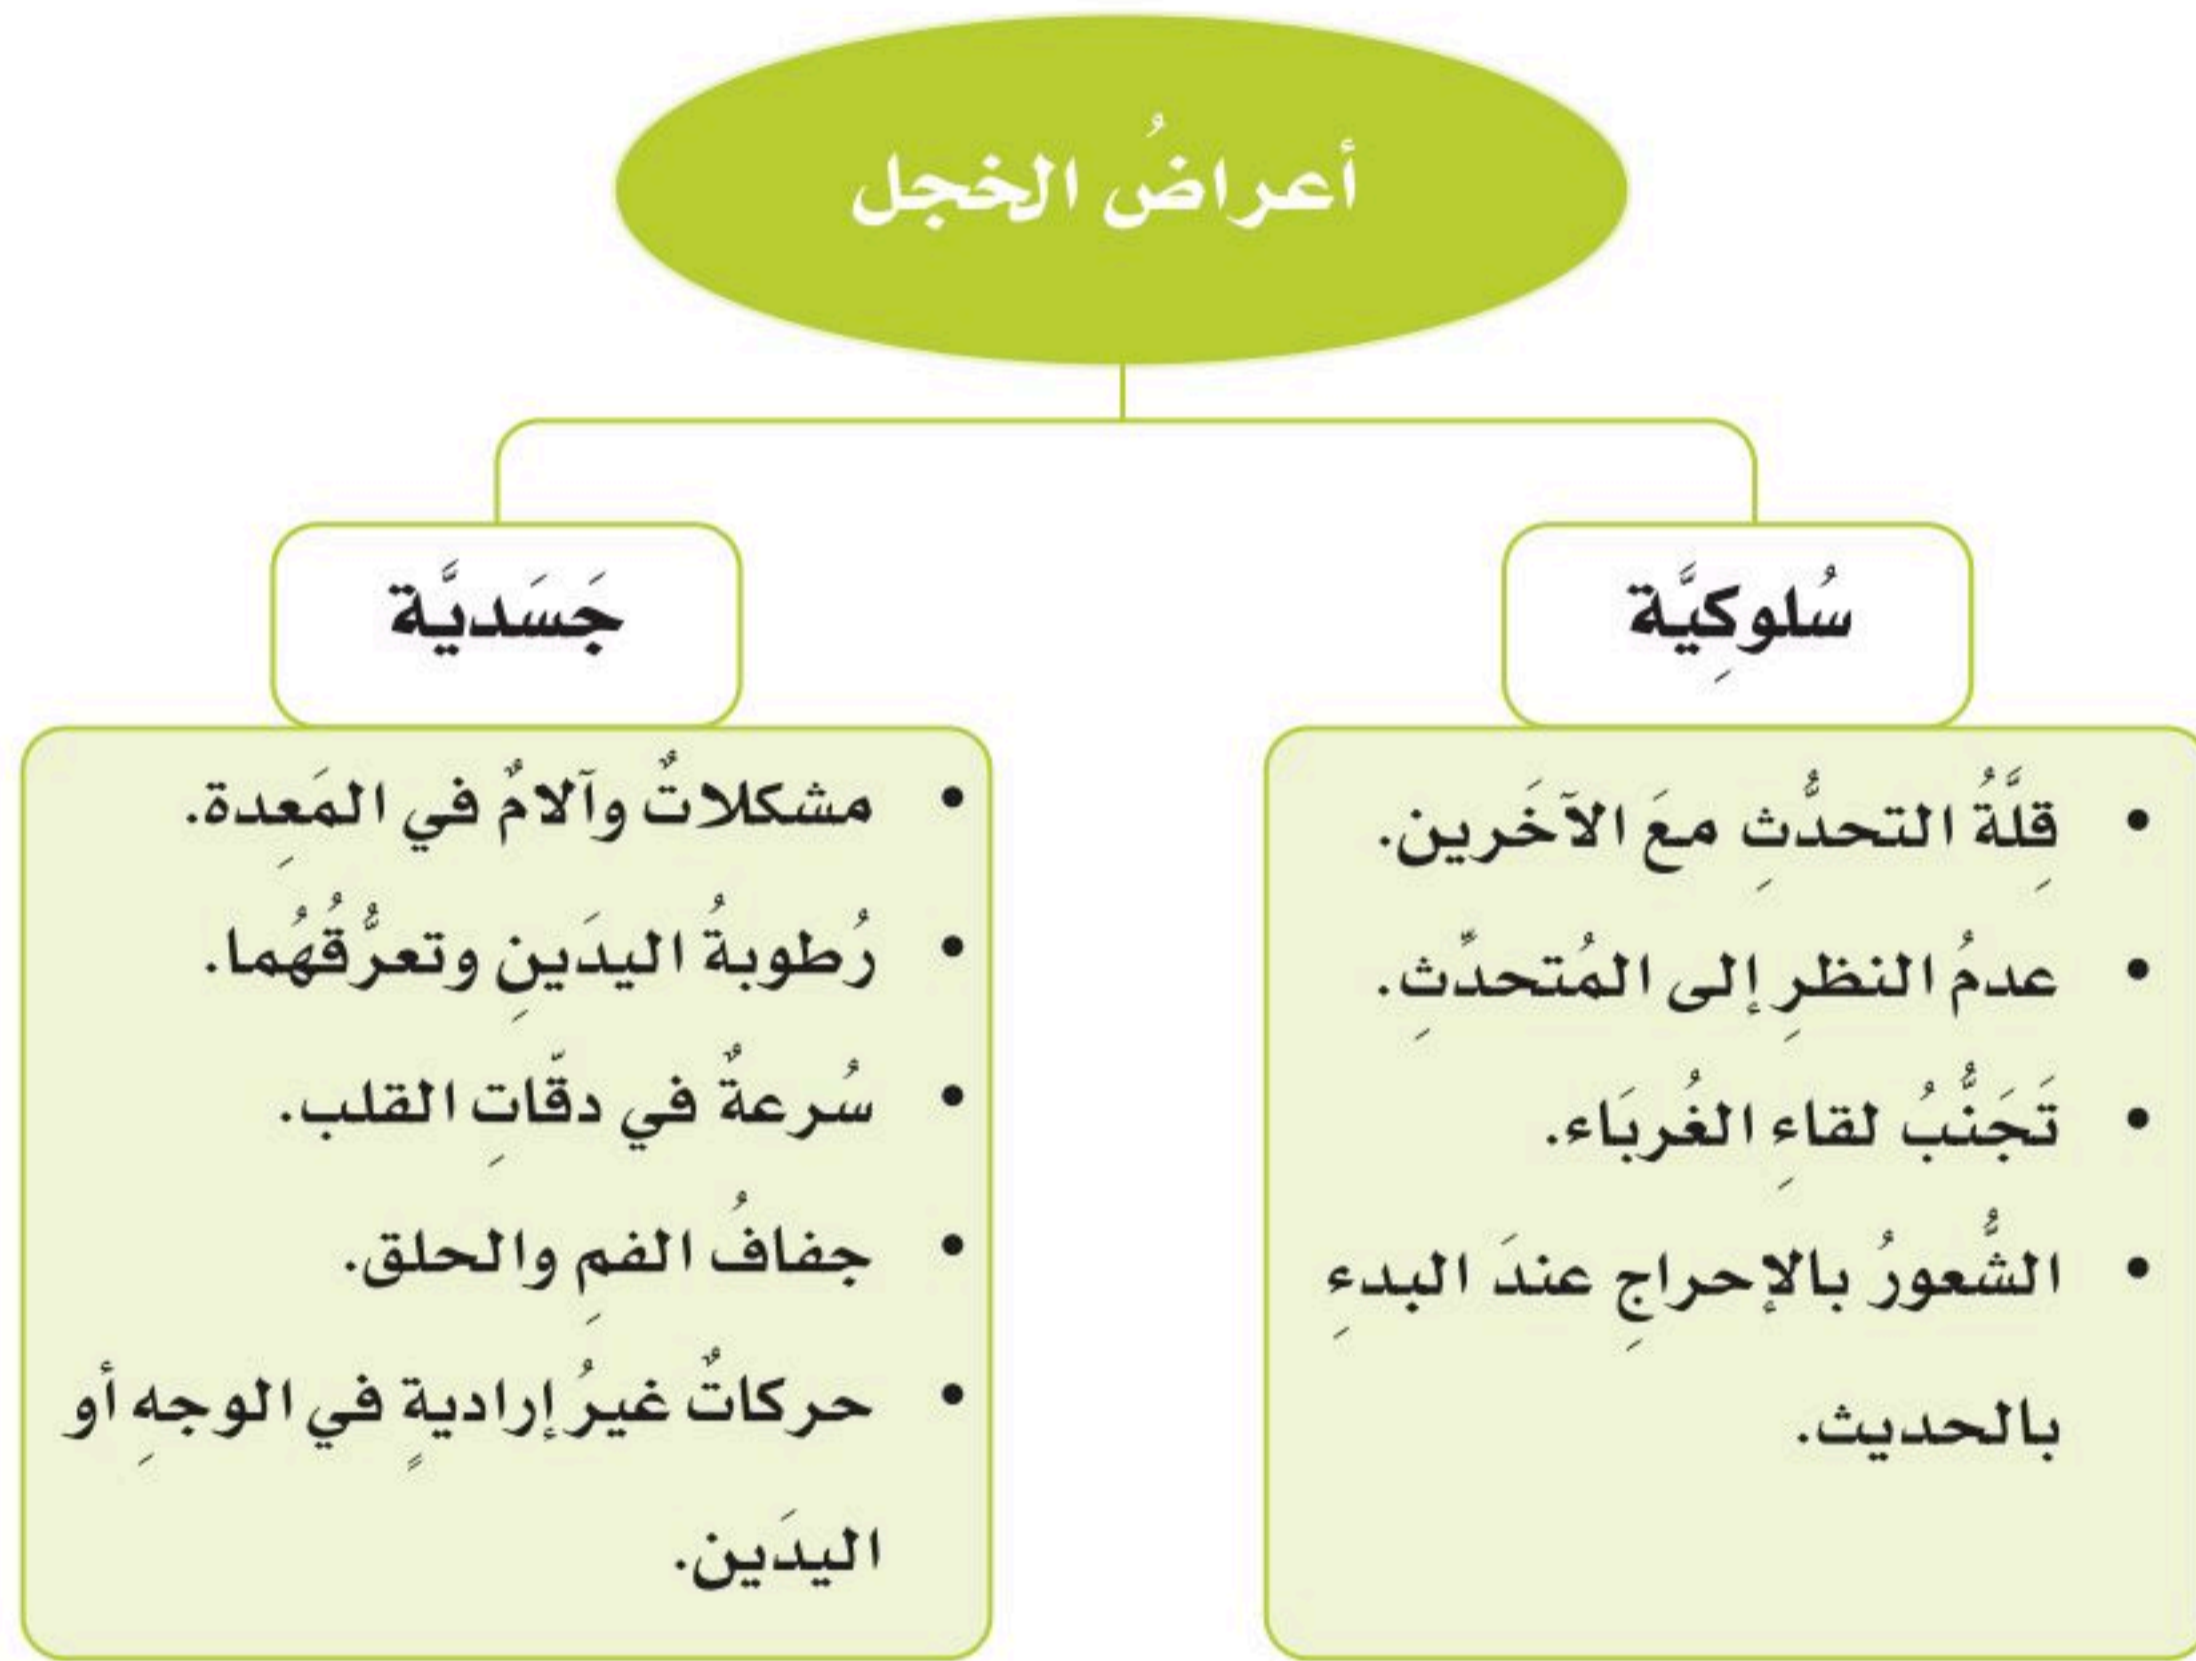 أعراضُ الخجل
سُلوكِيَّة
قِلَّةُ التحدُّثِ معَ الآخَرين.
عدمُ النظرِ إلى المُتحدِّثِ.
تَجَنُّبُ لقاءِ الغُربَاء.
الشُّعورُ بالإحراجِ عندَ البدءِ
بالحديث.
جَسَديَّة
مشكلاتٌ وآلامٌ في المَعِدة.
رُطوبةُ اليدَينِ وتعرُّقُهُما.
سُرعةٌ في دقّاتِ القلب.
جفافُ الفمِ والحلق.
حركاتٌ غيرُ إراديةٍ في الوجهِ أو
اليدَين.